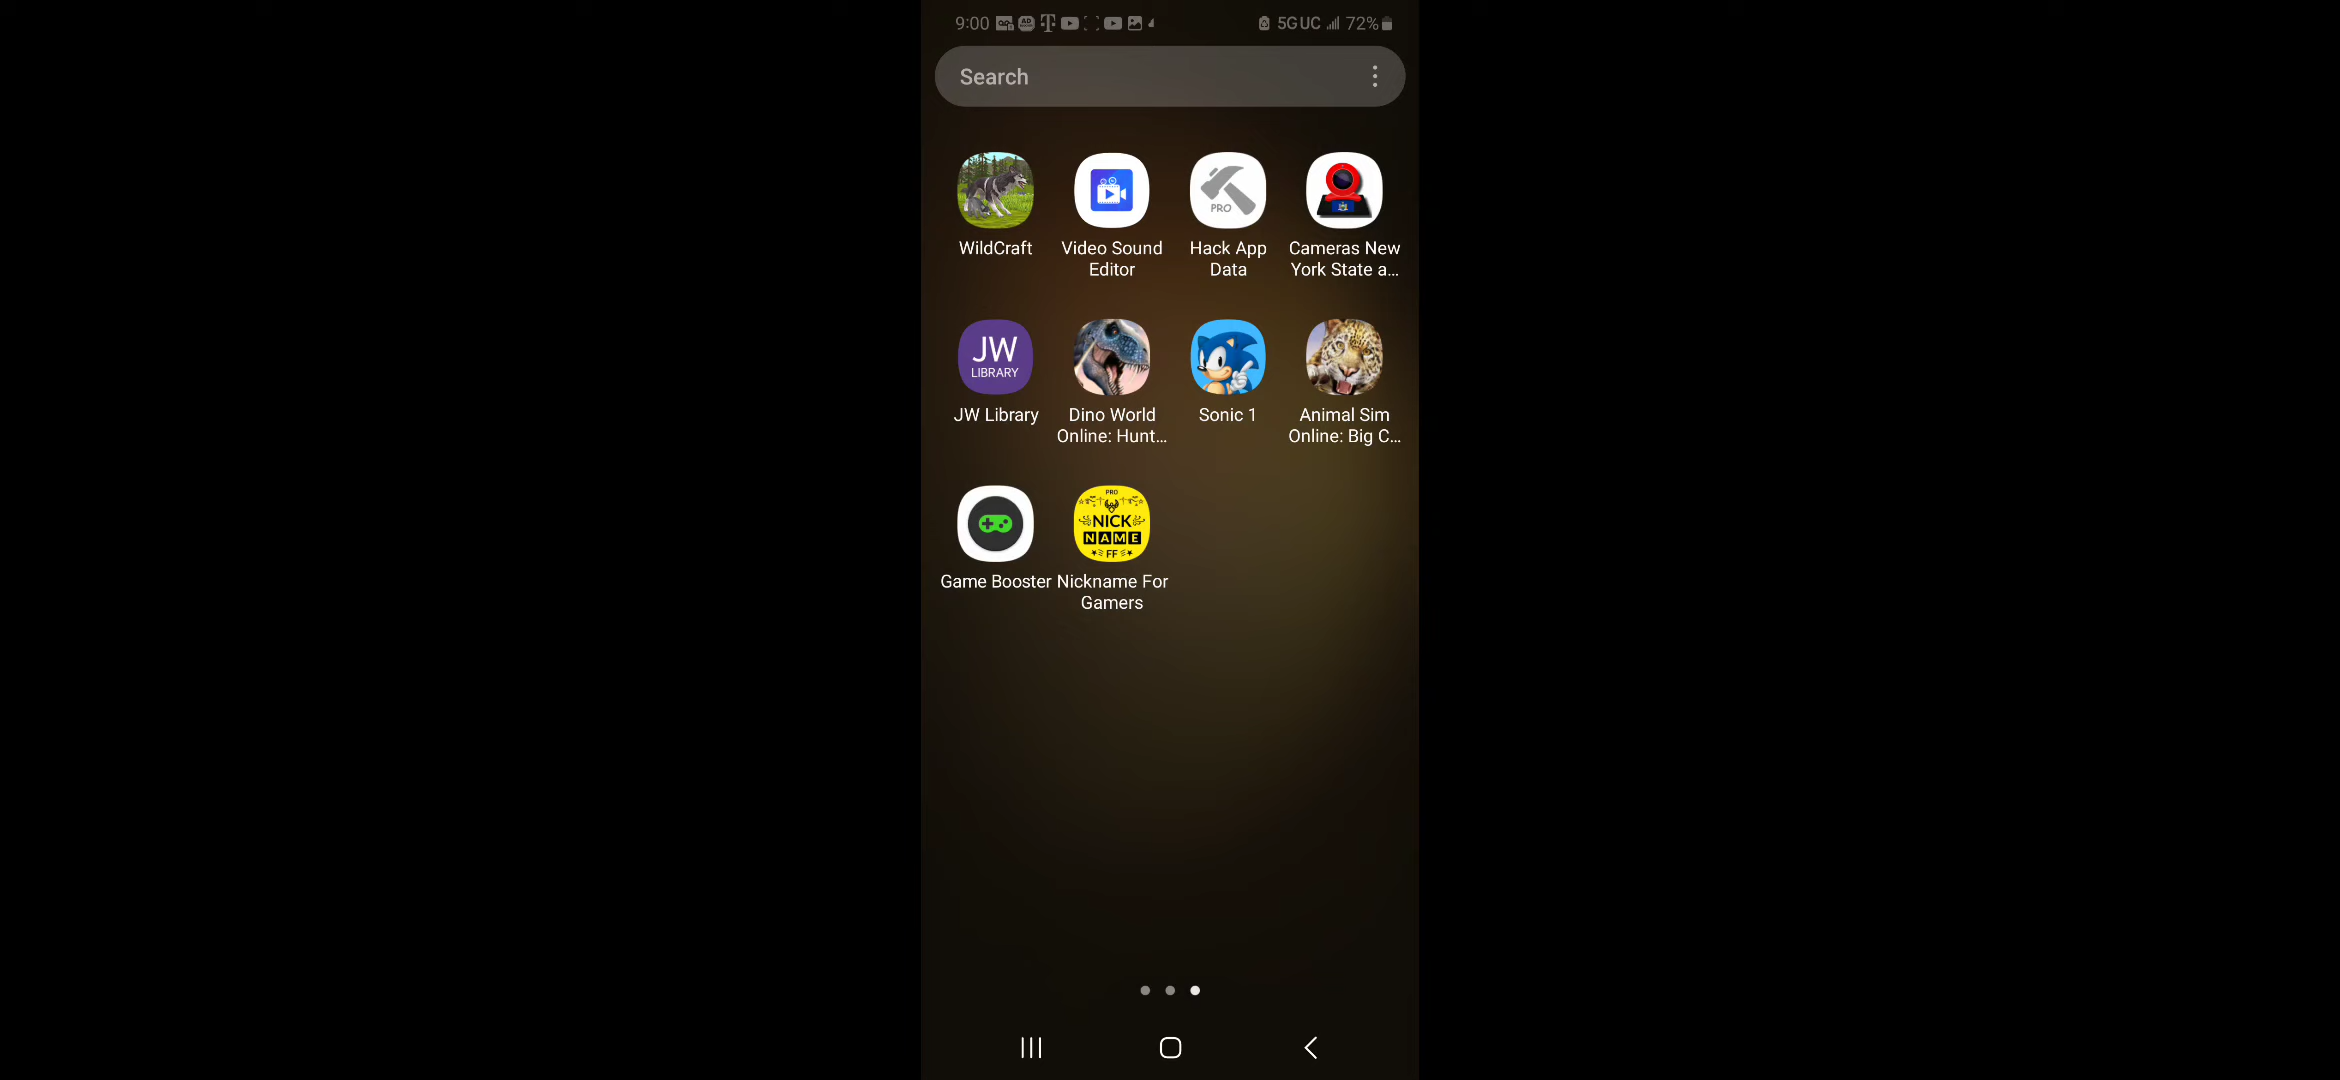 9:00
5G UC 72%
Search
PRO
WildCraft
Video Sound
Editor
Hack App
Data
Cameras New
York State a...
JW
LIBRARY
JW Library
Dino World
Online: Hunt...
Sonic 1
Animal Sim
Online: Big C...
PRO
NICK
NAME
FF
Game Booster
Nickname For
Gamers